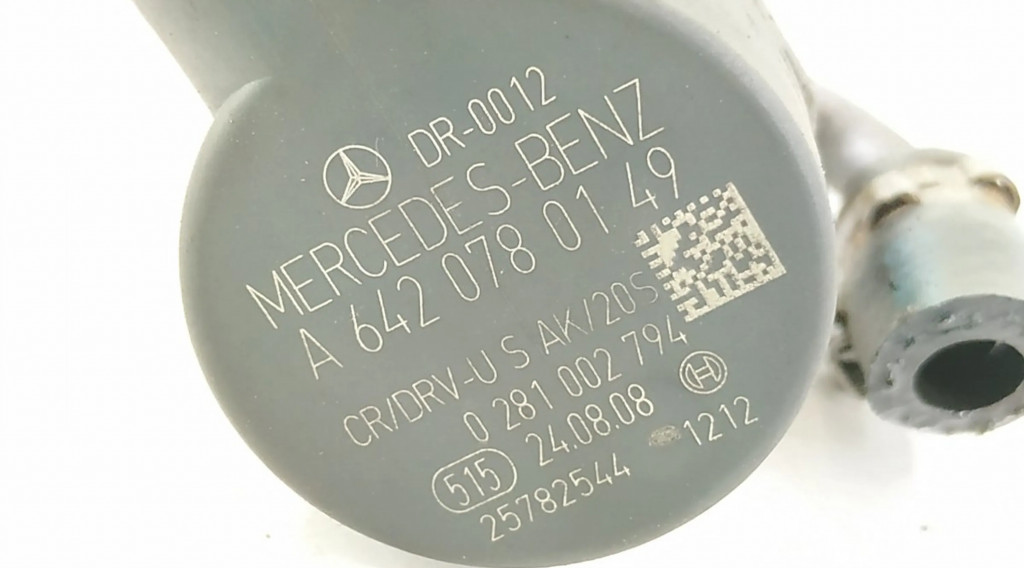 DR-0012
MERCEDES-BENZ
A 642 078 01 49
CR/DRV-U S AK/20S
0 281 002 794
515 24.08.08
25782544 1212